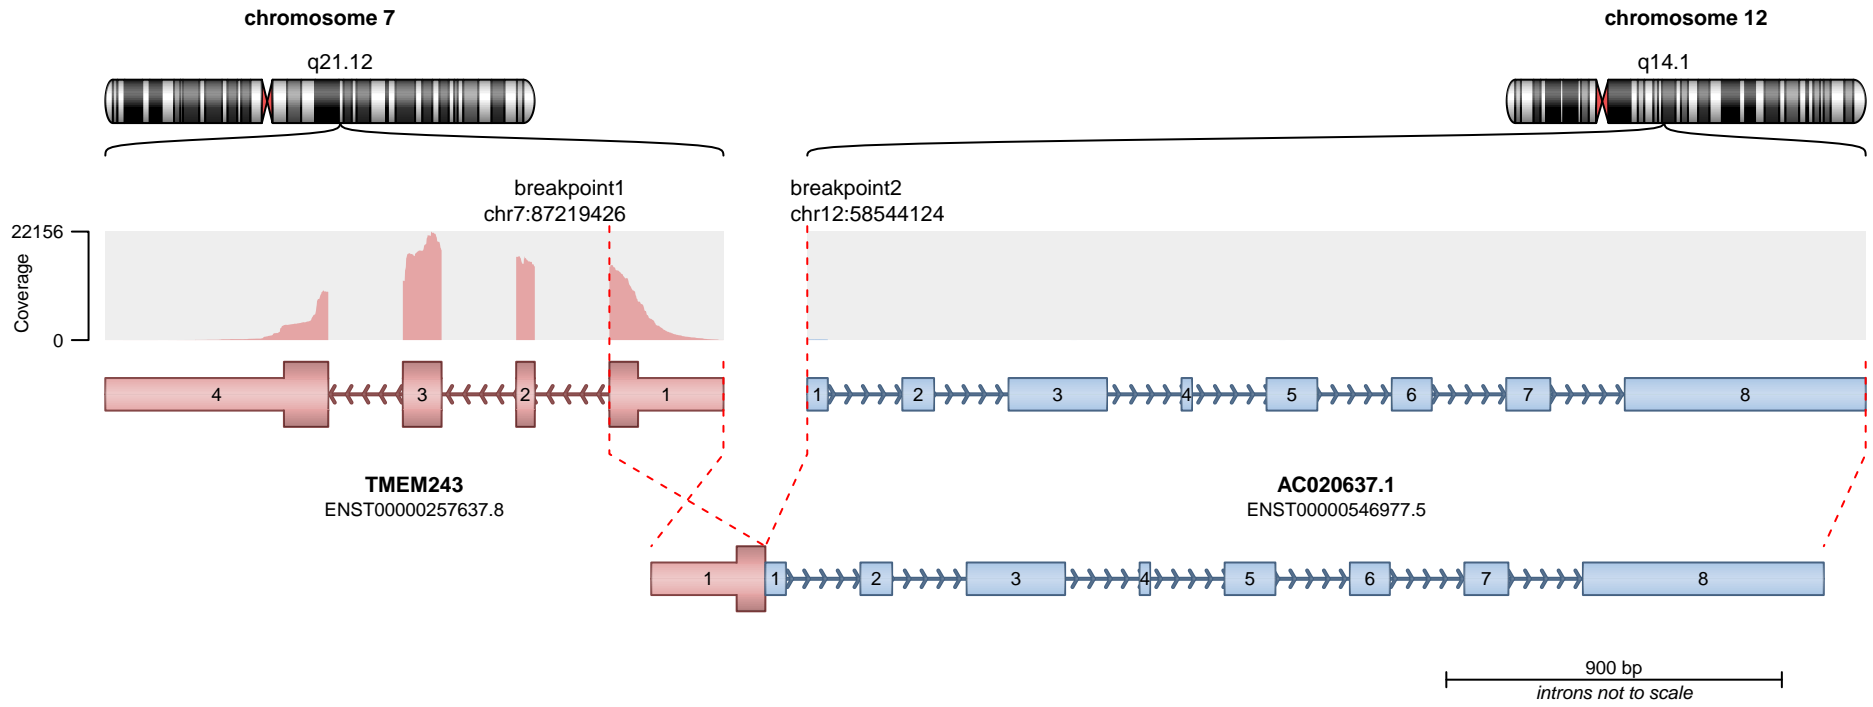 chromosome 7
chromosome 12
q21.12
q14.1
breakpoint1
chr7:87219426
breakpoint2
chr12:58544124
22156
Coverage
0
4 3 2 1
1 2 3 4 5 6 7 8
TMEM243
ENST00000257637.8
AC020637.1
ENST00000546977.5
1 1 2 3 4 5 6 7 8
900 bp
introns not to scale